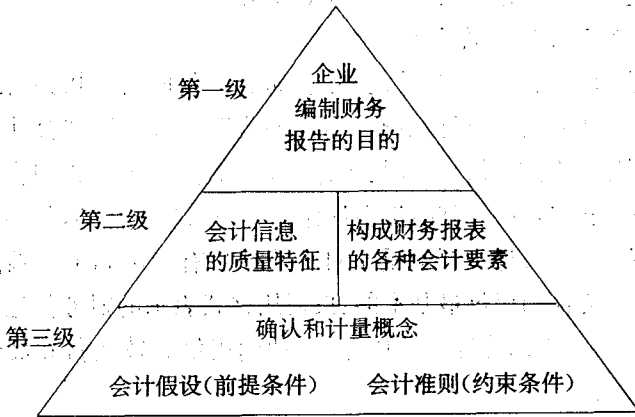 第一级
企业
编制财务
报告的目的
第二级
会计信息
的质量特征
构成财务报表
的各种会计要素
第三级
确认和计量概念
会计假设(前提条件)
会计准则(约束条件)